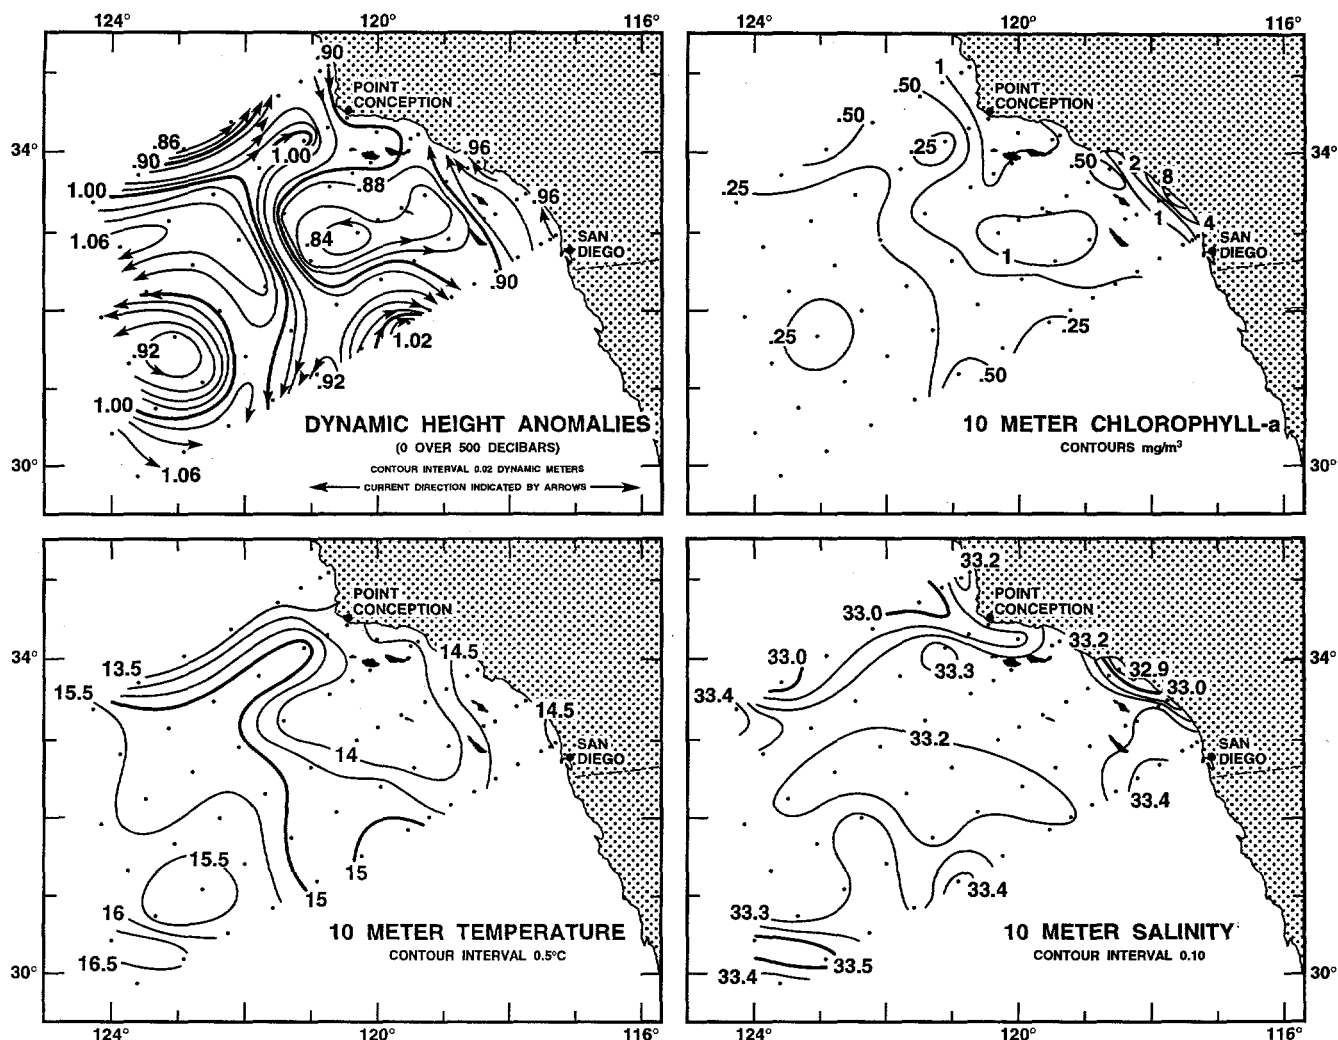 124° 120° 124° 120° 116°
.90
POINT
CONCEPTION
.86
.90
1.00
1.00
.96
34°
.88
.96
1.06
.84
SAN
DIEGO
.90
.92
1.02
.92
1.00
1.06
30°
DYNAMIC HEIGHT ANOMALIES
(0 OVER 500 DECIBARS)
CONTOUR INTERVAL 0.02 DYNAMIC METERS
CURRENT DIRECTION INDICATED BY ARROWS
1
.50
POINT
CONCEPTION
.50
.25
.50
2
8
34°
.25
1
4
SAN
DIEGO
1
.25
.25
.50
10 METER CHLOROPHYLL-a
CONTOURS mg/m³
30°
POINT
CONCEPTION
34°
13.5
14.5
15.5
14.5
14
SAN
DIEGO
15.5
15
15
16
16.5
30°
10 METER TEMPERATURE
CONTOUR INTERVAL 0.5°C
124° 120° 116°
33.2
POINT
CONCEPTION
33.0
33.2
33.0
33.3
32.9
33.0
34°
33.4
33.2
SAN
DIEGO
33.4
33.4
33.3
33.5
33.4
30°
10 METER SALINITY
CONTOUR INTERVAL 0.10
124° 120° 116°